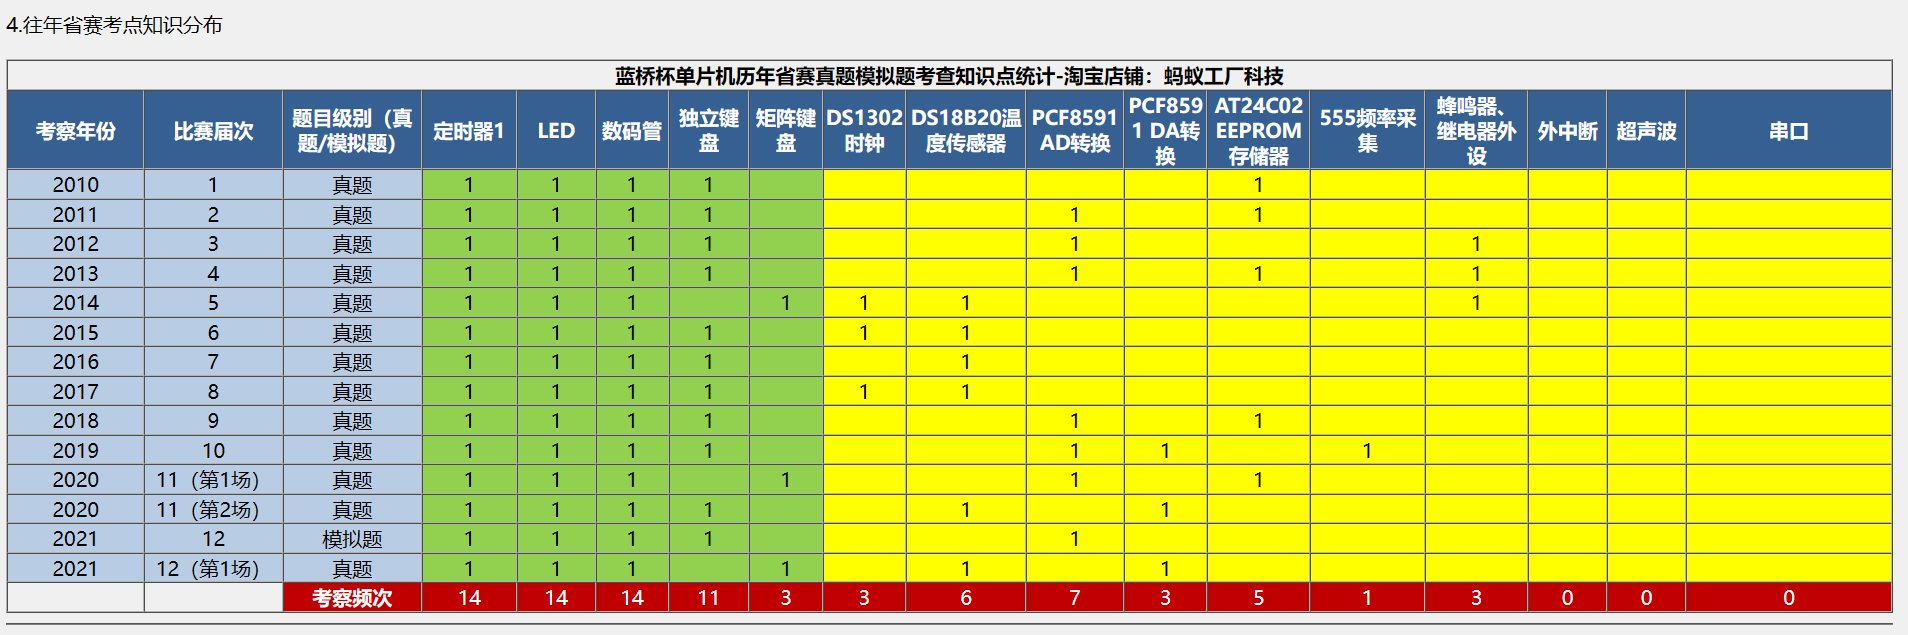 4.往年省赛考点知识分布
蓝桥杯单片机历年省赛真题模拟题考查知识点统计-淘宝店铺：蚂蚁工厂科技
考察年份 比赛届次 题目级别（真题/模拟题） 定时器1 LED 数码管 独立键盘 矩阵键盘 DS1302时钟 DS18B20温度传感器 PCF8591 AD转换 PCF8591 DA转换 AT24C02 EEPROM存储器 555频率采集 蜂鸣器、继电器外设 外中断 超声波 串口
2010 1 真题 1 1 1 1 1
2011 2 真题 1 1 1 1 1 1
2012 3 真题 1 1 1 1 1 1
2013 4 真题 1 1 1 1 1 1 1
2014 5 真题 1 1 1 1 1 1 1
2015 6 真题 1 1 1 1 1 1
2016 7 真题 1 1 1 1 1
2017 8 真题 1 1 1 1 1 1
2018 9 真题 1 1 1 1 1 1
2019 10 真题 1 1 1 1 1 1 1
2020 11（第1场） 真题 1 1 1 1 1 1
2020 11（第2场） 真题 1 1 1 1 1 1
2021 12 模拟题 1 1 1 1 1
2021 12（第1场） 真题 1 1 1 1 1 1
考察频次 14 14 14 11 3 3 6 7 3 5 1 3 0 0 0